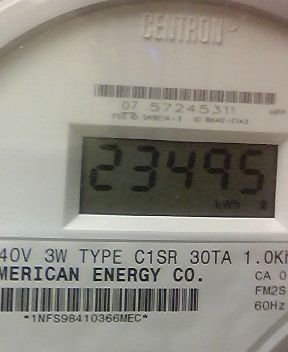 CENTRON
07 57245311
23495
kWh R
40V 3W TYPE C1SR 30TA 1.0K
MERICAN ENERGY CO.
CA 0
FM2S
60Hz
*1NFS98410366MEC*